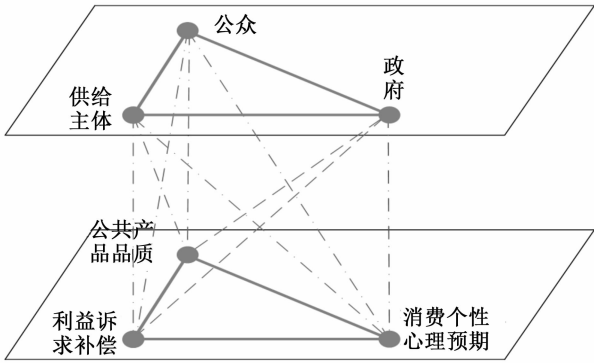 公众
政
府
供给
主体
公共产
品品质
利益诉
求补偿
消费个性
心理预期